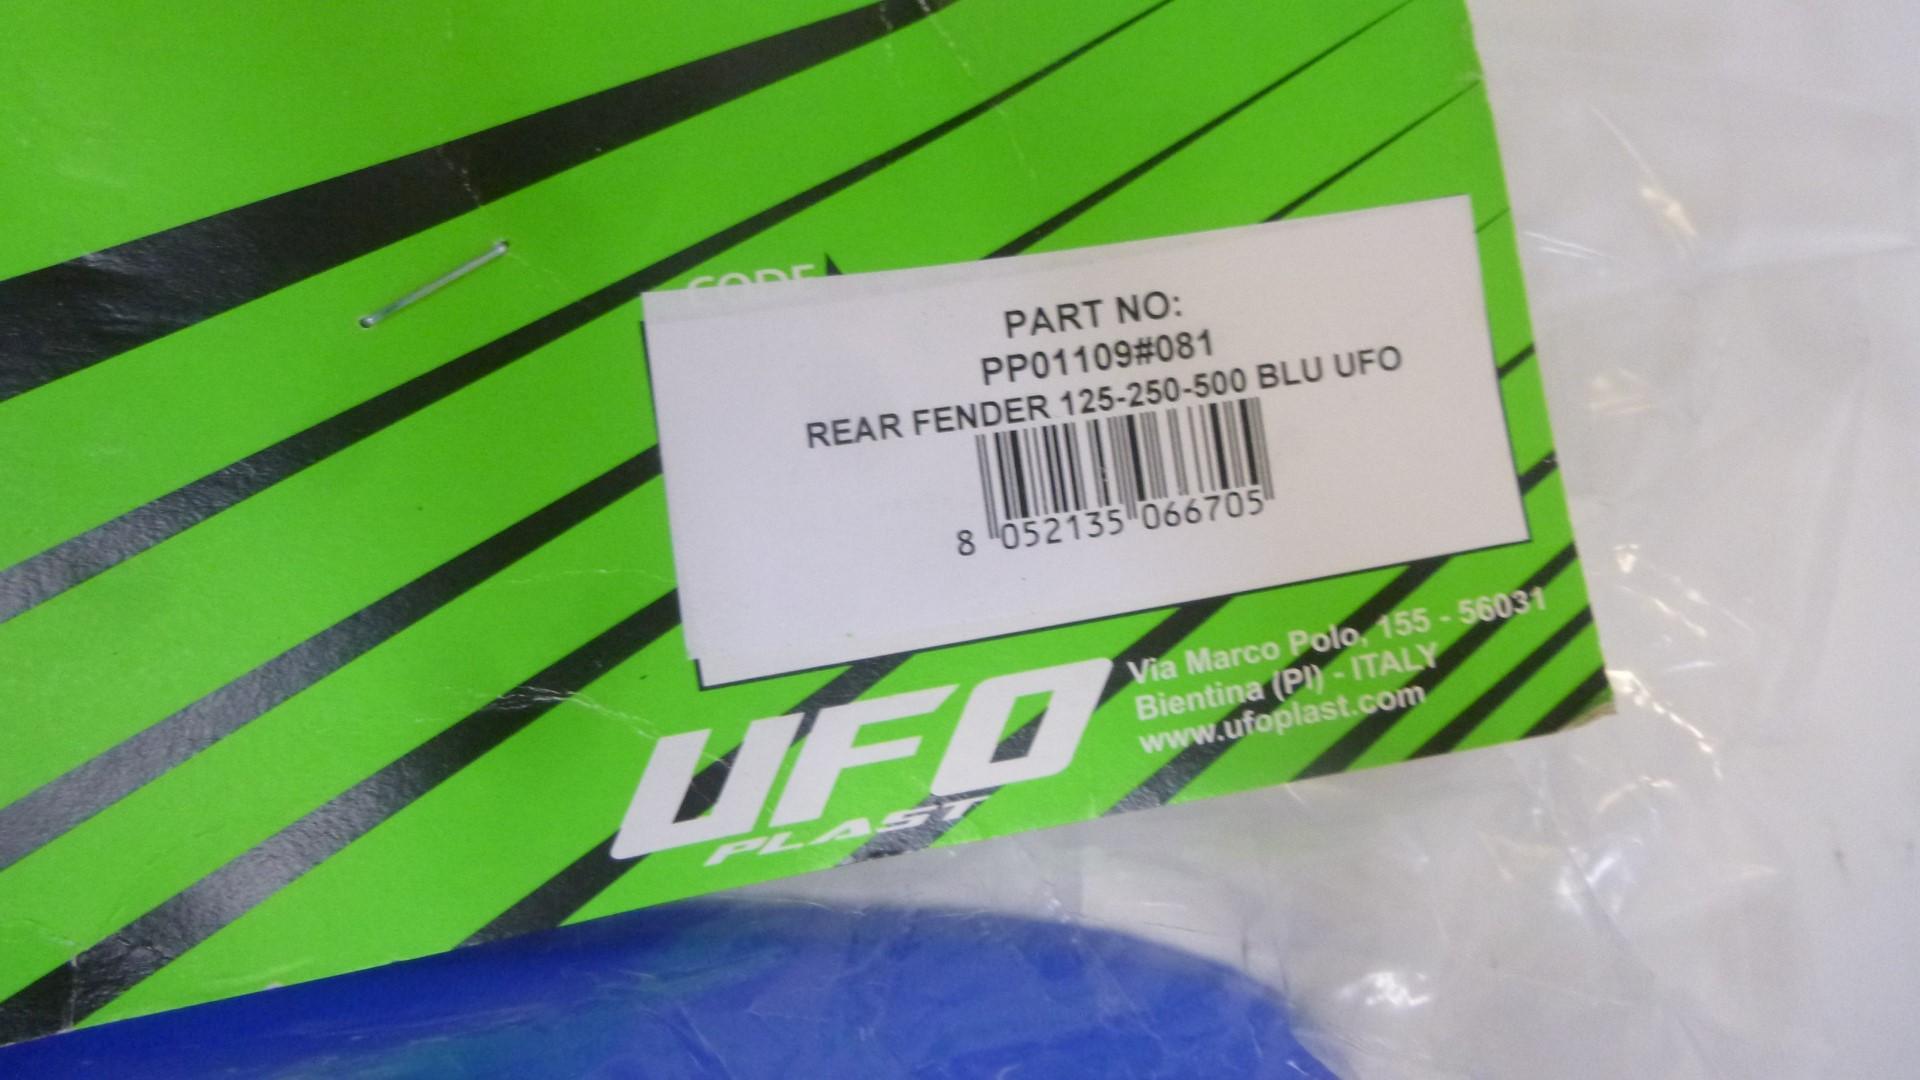 CODE
PART NO:
PP01109#081
REAR FENDER 125-250-500 BLU UFO
8 052135 066705
UFO
PLAST
Via Marco Polo, 155 - 56031
Bientina (PI) - ITALY
www.ufoplast.com